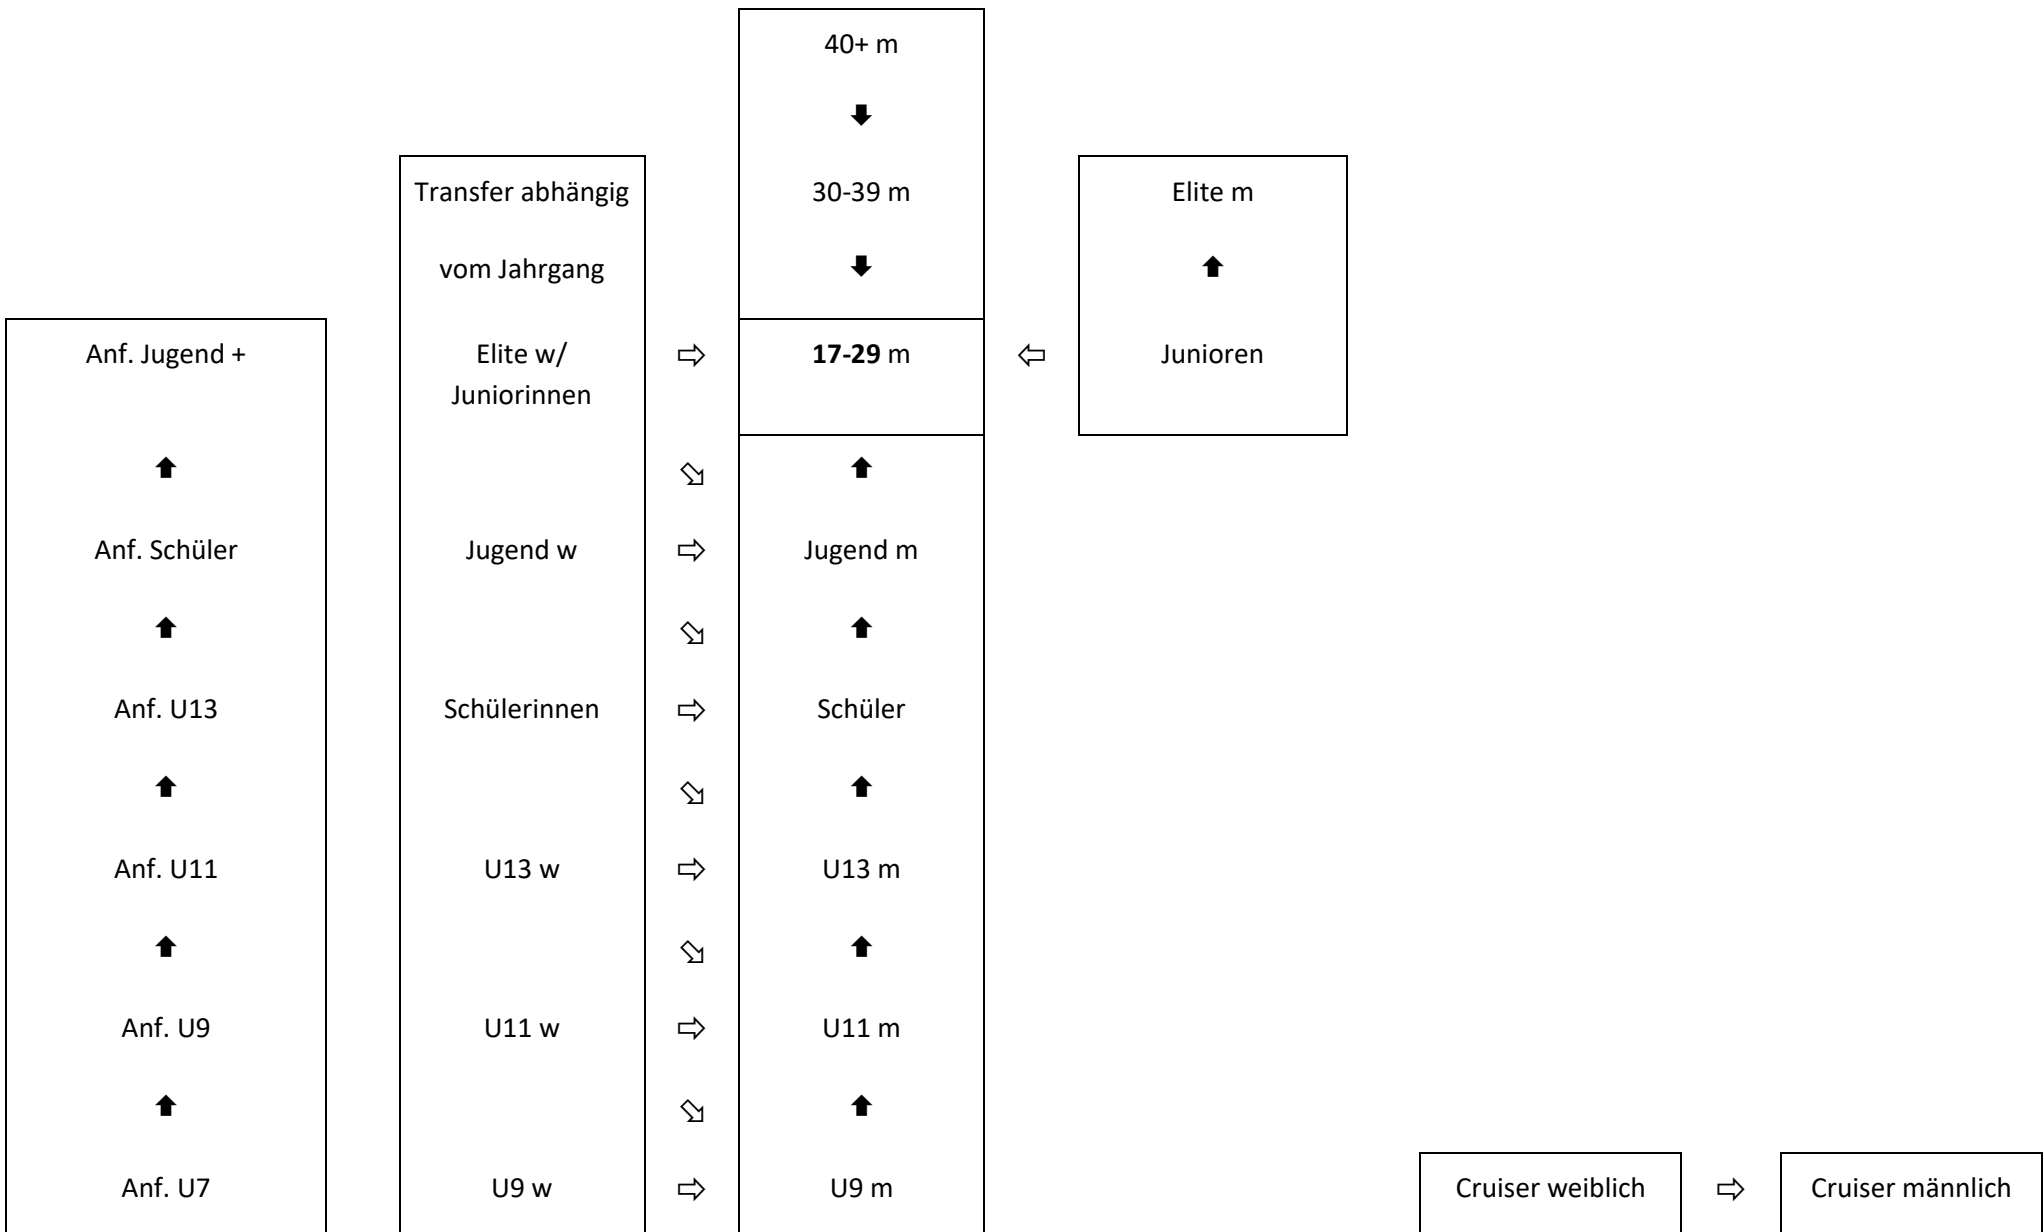 40+ m
Transfer abhängig
30-39 m
Elite m
vom Jahrgang
Anf. Jugend +
Elite w/
Juniorinnen
17-29 m
Junioren
Anf. Schüler
Jugend w
Jugend m
Anf. U13
Schülerinnen
Schüler
Anf. U11
U13 w
U13 m
Anf. U9
U11 w
U11 m
Anf. U7
U9 w
U9 m
Cruiser weiblich
Cruiser männlich